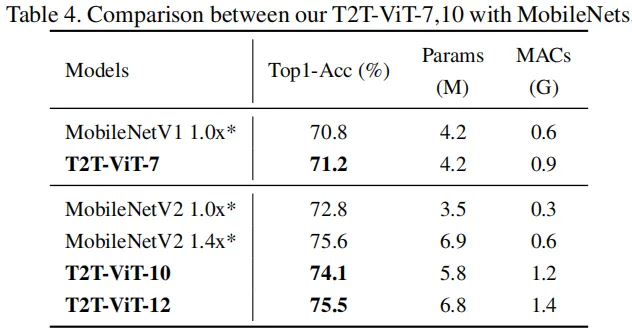 Table 4. Comparison between our T2T-ViT-7,10 with MobileNets
Models Top1-Acc (%) Params (M) MACs (G)
MobileNetV1 1.0x* 70.8 4.2 0.6
T2T-ViT-7 71.2 4.2 0.9
MobileNetV2 1.0x* 72.8 3.5 0.3
MobileNetV2 1.4x* 75.6 6.9 0.6
T2T-ViT-10 74.1 5.8 1.2
T2T-ViT-12 75.5 6.8 1.4